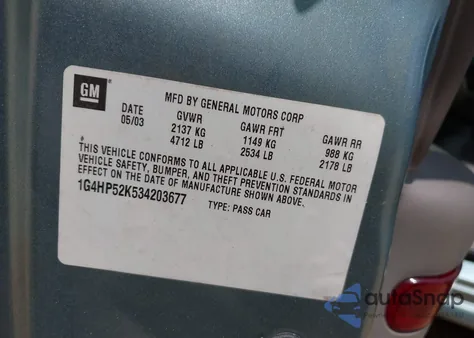 GM
MFD BY GENERAL MOTORS CORP
DATE GVWR GAWR FRT GAWR RR
05/03 2137 KG 1149 KG 988 KG
4712 LB 2534 LB 2178 LB
THIS VEHICLE CONFORMS TO ALL APPLICABLE U.S. FEDERAL MOTOR
VEHICLE SAFETY, BUMPER, AND THEFT PREVENTION STANDARDS IN
EFFECT ON THE DATE OF MANUFACTURE SHOWN ABOVE.
1G4HP52K534203677 TYPE: PASS CAR
autoSnap